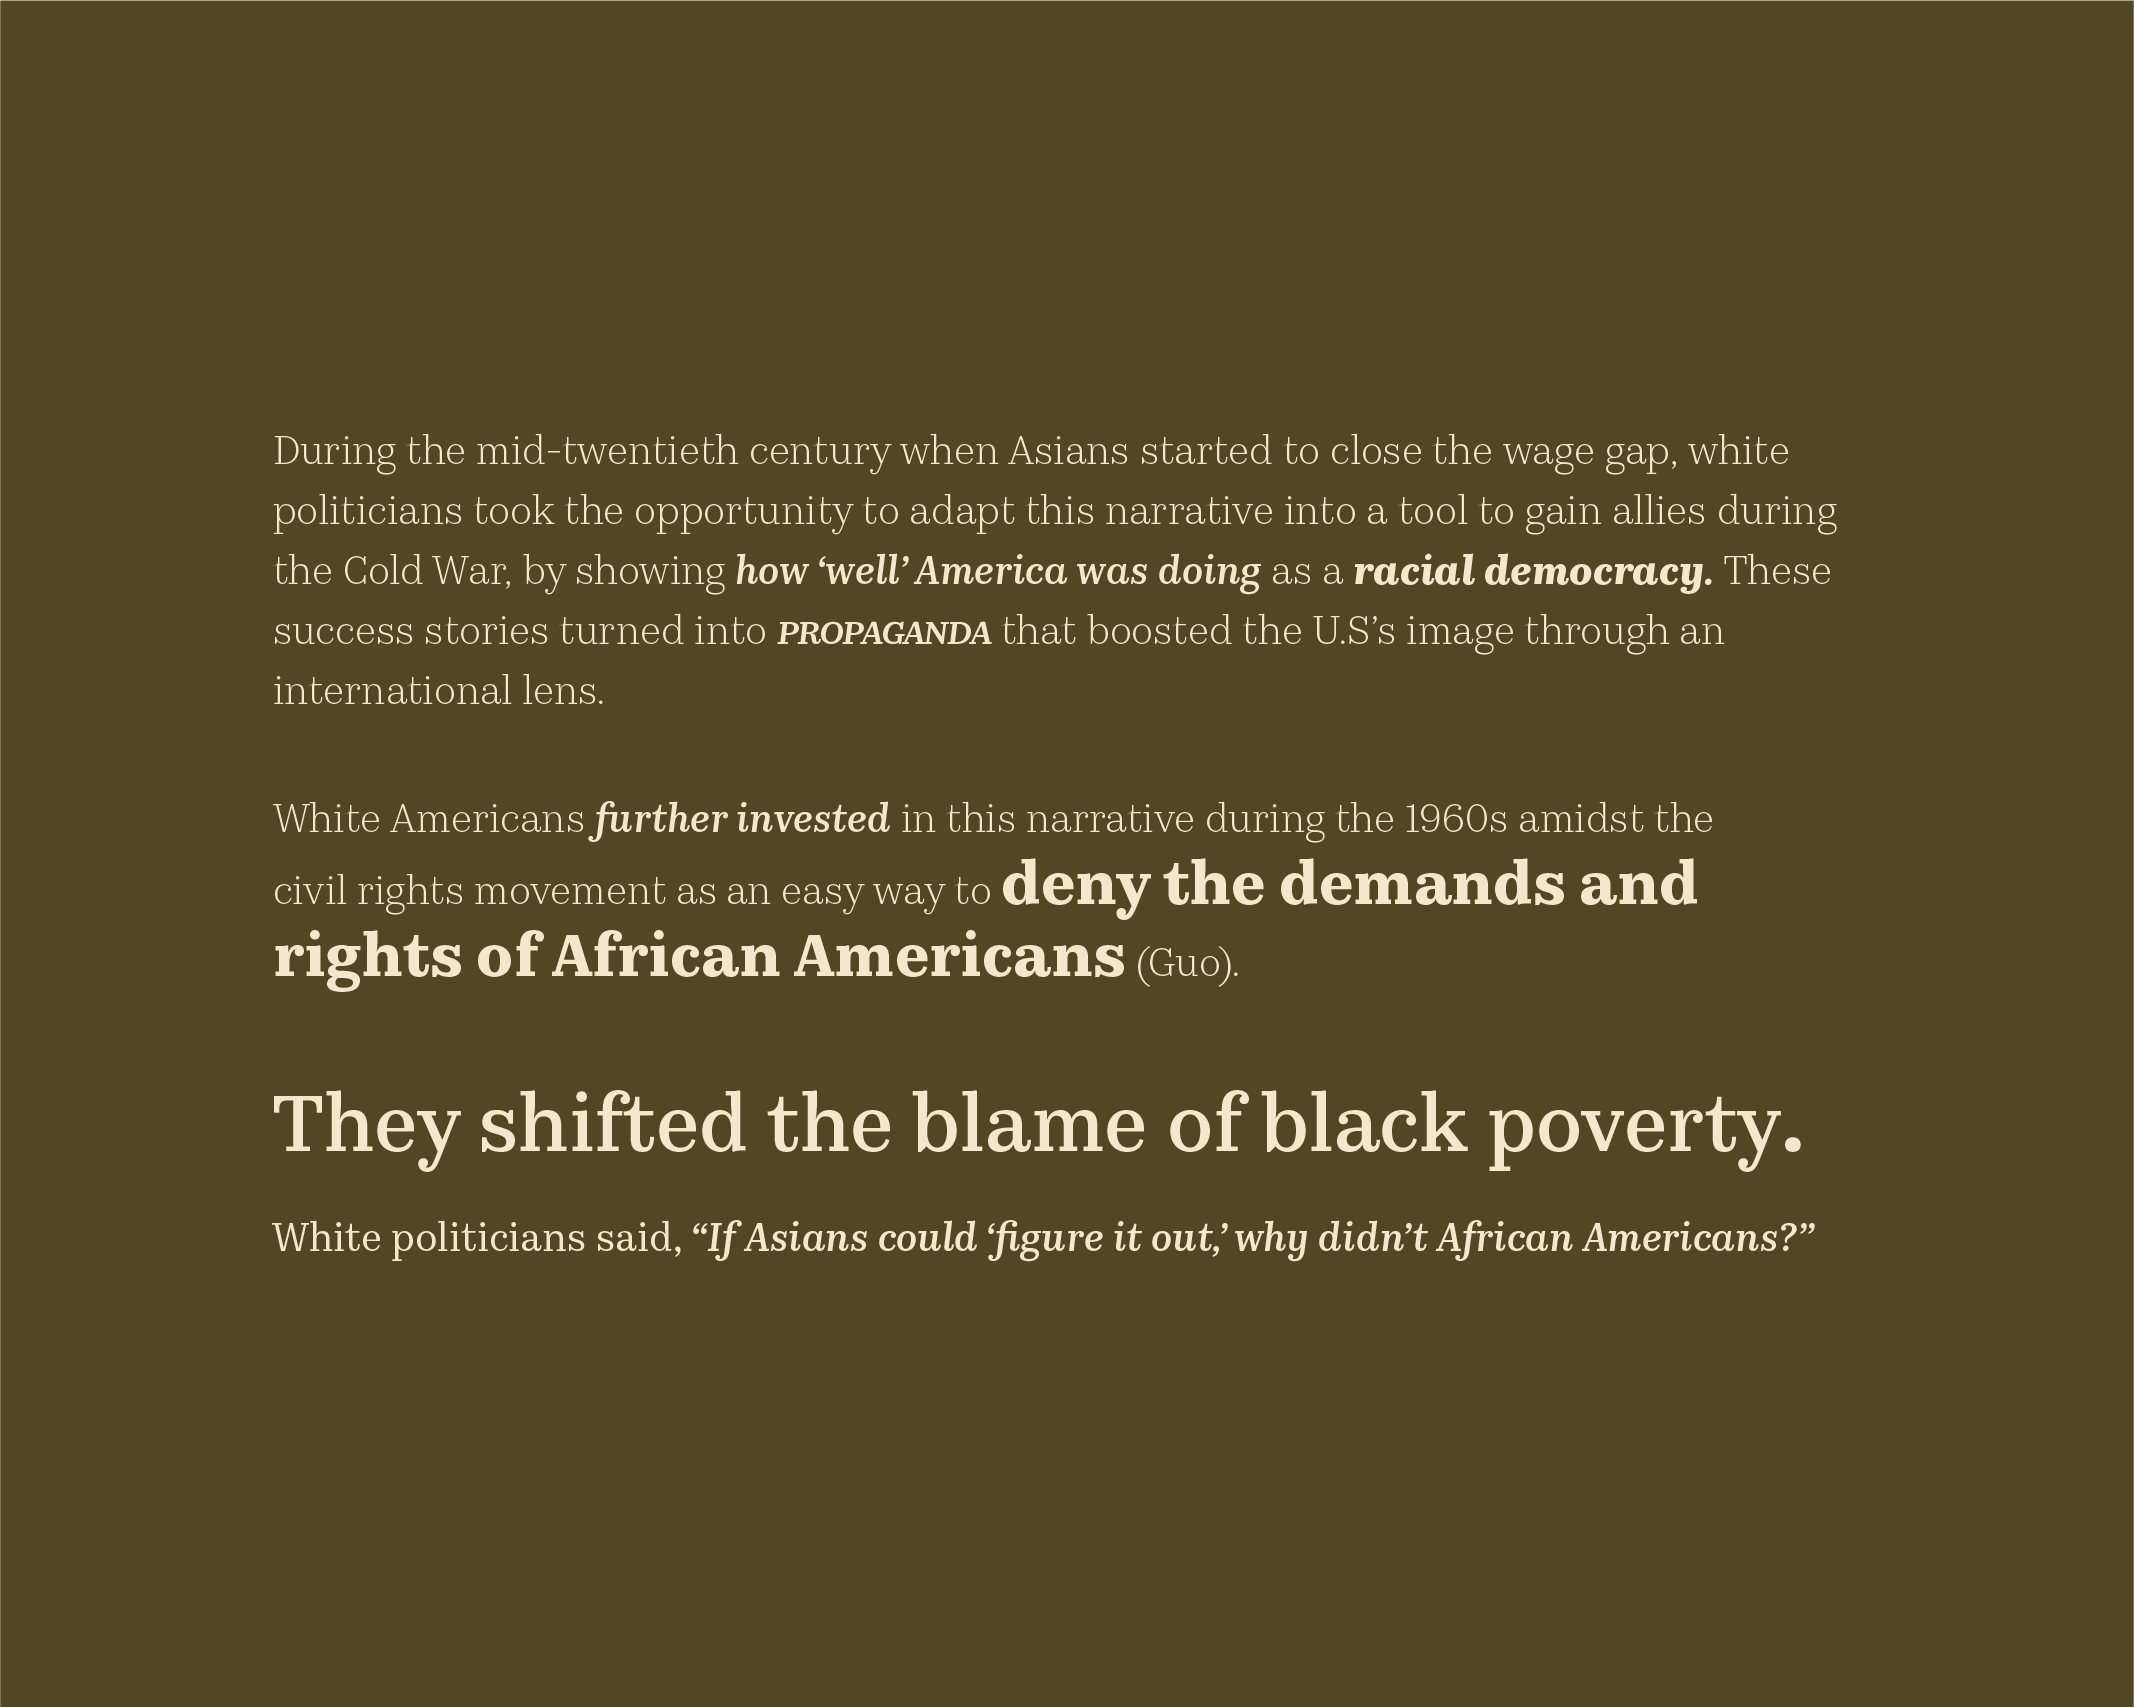 During the mid-twentieth century when Asians started to close the wage gap, white
politicians took the opportunity to adapt this narrative into a tool to gain allies during
the Cold War, by showing how ‘well’ America was doing as a racial democracy. These
success stories turned into PROPAGANDA that boosted the U.S’s image through an
international lens.
White Americans further invested in this narrative during the 1960s amidst the
civil rights movement as an easy way to deny the demands and
rights of African Americans (Guo).
They shifted the blame of black poverty.
White politicians said, “If Asians could ‘figure it out,’ why didn’t African Americans?”